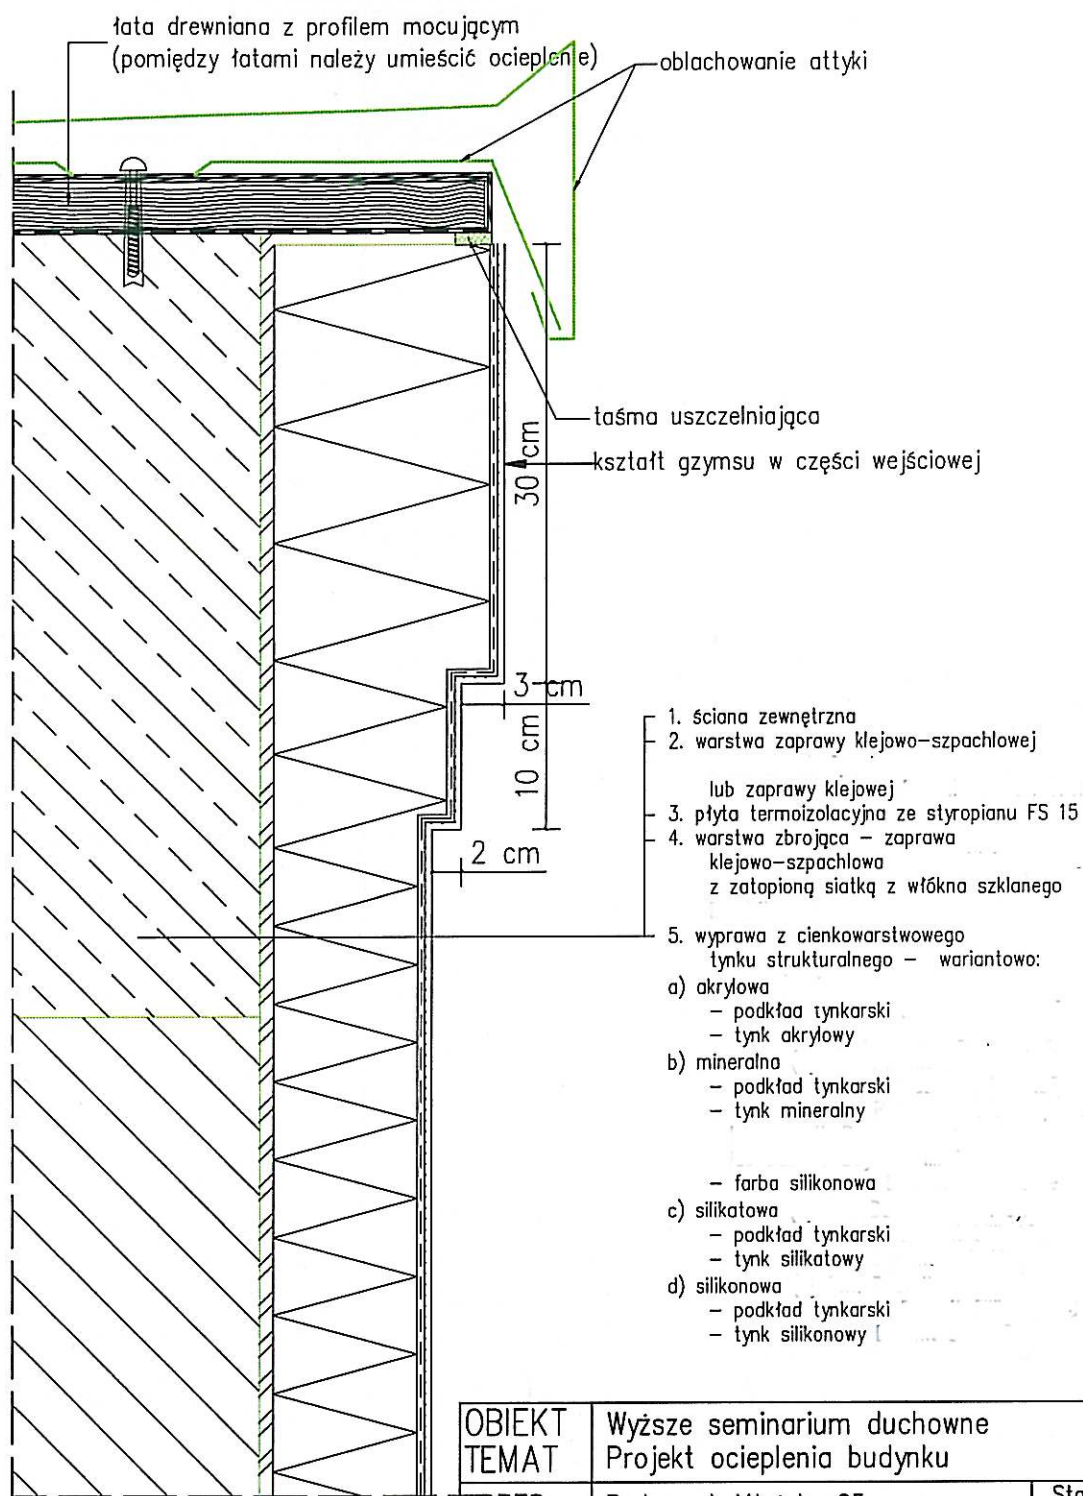 łata drewniana z profilem mocującym
(pomiędzy łatami należy umieścić ocieplenie)
oblachowanie attyki
taśma uszczelniająca
30 cm
kształt gzymsu w części wejściowej
3 cm
10 cm
2 cm
1. ściana zewnętrzna
2. warstwa zaprawy klejowo-szpachlowej
lub zaprawy klejowej
3. płyta termoizolacyjna ze styropianu FS 15
4. warstwa zbrojąca – zaprawa
klejowo-szpachlowa
z zatopioną siatką z włókna szklanego
5. wyprawa z cienkowarstwowego
tynku strukturalnego – wariantowo:
a) akrylowa
– podkład tynkarski
– tynk akrylowy
b) mineralna
– podkład tynkarski
– tynk mineralny
– farba silikonowa
c) silikatowa
– podkład tynkarski
– tynk silikatowy
d) silikonowa
– podkład tynkarski
– tynk silikonowy
OBIEKT Wyższe seminarium duchowne
TEMAT Projekt ocieplenia budynku